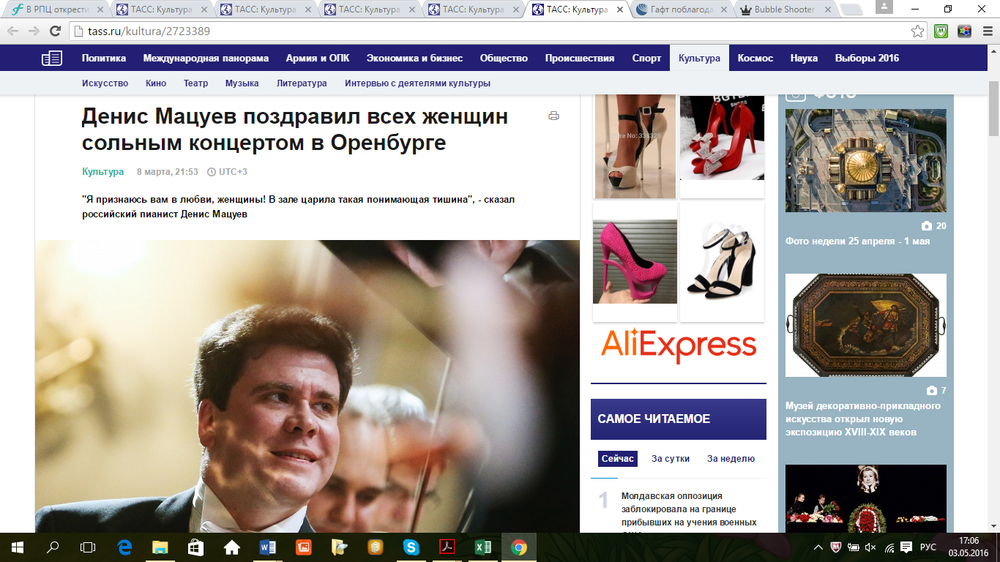 В РПЦ открести
ТАСС: Культура
ТАСС: Культура
ТАСС: Культура
ТАСС: Культура
ТАСС: Культура
Гафт поблагода
Bubble Shooter
tass.ru/kultura/2723389
Политика Международная панорама Армия и ОПК Экономика и бизнес Общество Происшествия Спорт Культура Космос Наука Выборы 2016
Искусство Кино Театр Музыка Литература Интервью с деятелями культуры
Денис Мацуев поздравил всех женщин
сольным концертом в Оренбурге
Культура 8 марта, 21:53 UTC+3
"Я признаюсь вам в любви, женщины! В зале царила такая понимающая тишина", - сказал
российский пианист Денис Мацуев
SHOES
AliExpress
САМОЕ ЧИТАЕМОЕ
Сейчас За сутки За неделю
1
Молдавская оппозиция
заблокировала на границе
прибывших на учения военных
ФОТО
20
Фото недели 25 апреля - 1 мая
7
Музей декоративно-прикладного
искусства открыл новую
экспозицию XVIII-XIX веков
РУС
17:06
03.05.2016